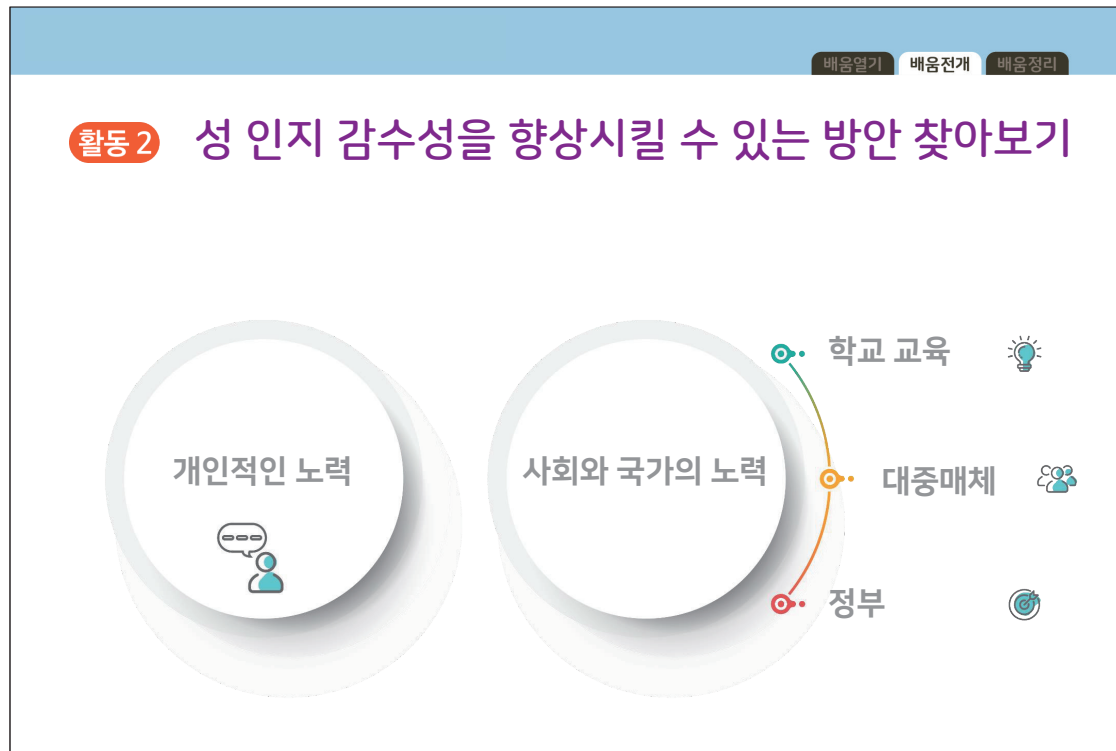 배움열기 배움전개 배움정리
활동 2 성 인지 감수성을 향상시킬 수 있는 방안 찾아보기
개인적인 노력
사회와 국가의 노력
학교 교육
대중매체
정부